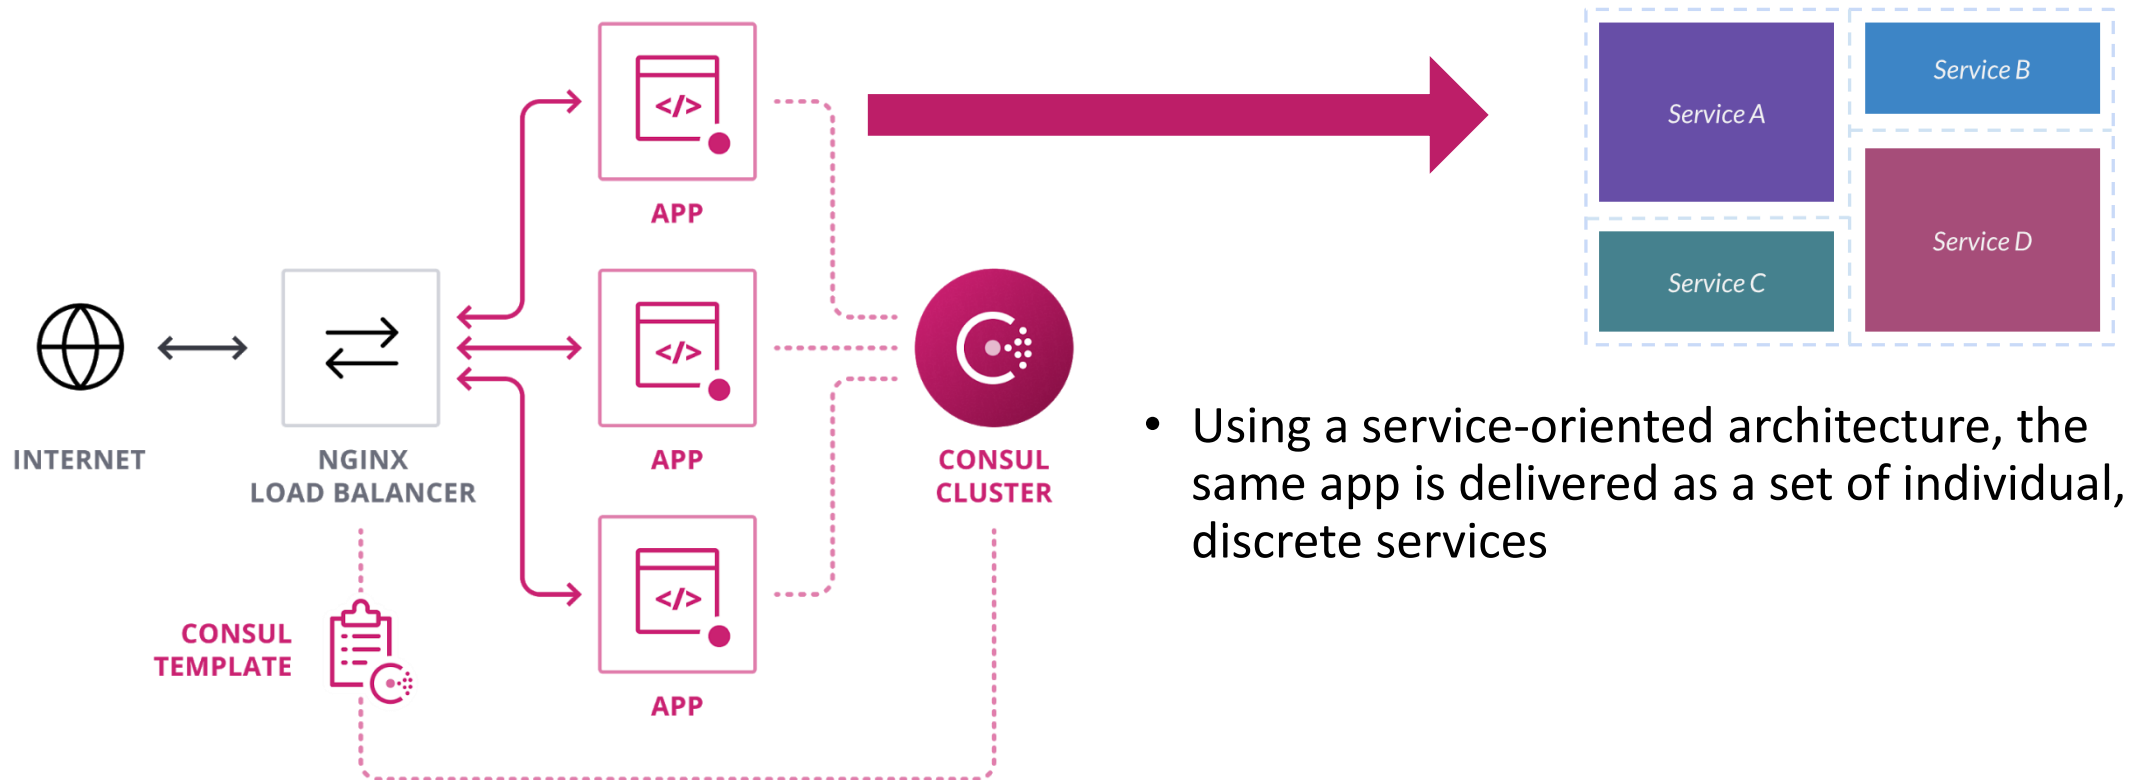 </>
APP
</>
APP
</>
APP
INTERNET
NGINX
LOAD BALANCER
CONSUL
TEMPLATE
CONSUL
CLUSTER
Service A
Service B
Service C
Service D
• Using a service-oriented architecture, the
same app is delivered as a set of individual,
discrete services